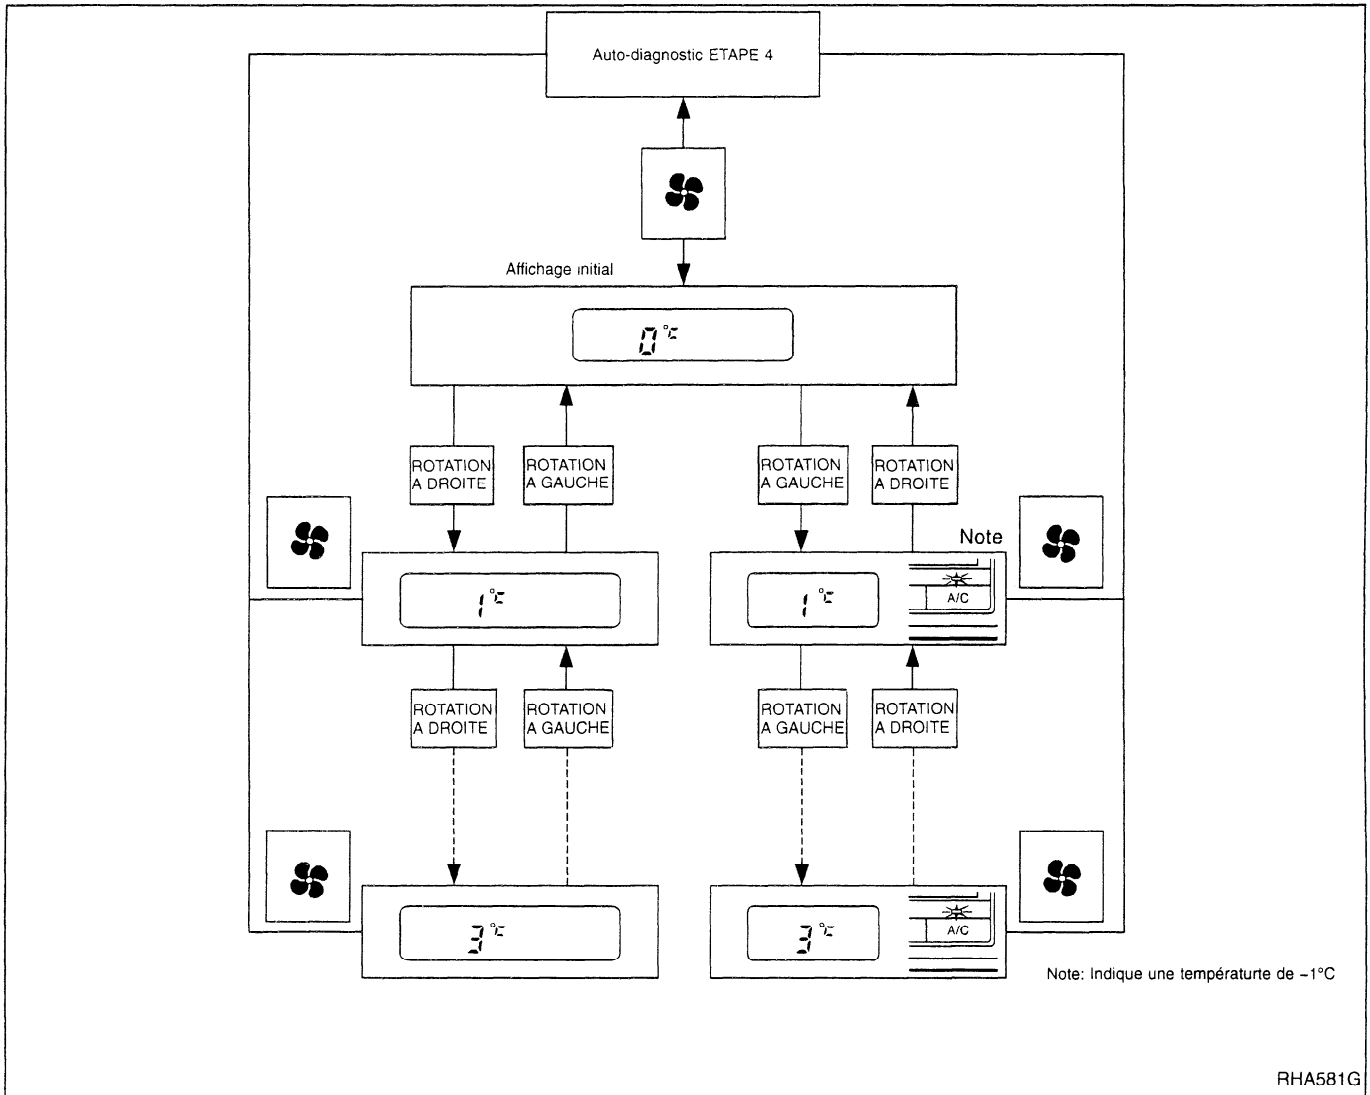 Auto-diagnostic ETAPE 4
Affichage initial
0°C
ROTATION
A DROITE
ROTATION
A GAUCHE
ROTATION
A GAUCHE
ROTATION
A DROITE
Note
1°C
1°C
A/C
ROTATION
A DROITE
ROTATION
A GAUCHE
ROTATION
A GAUCHE
ROTATION
A DROITE
3°C
3°C
A/C
Note: Indique une températurte de –1°C
RHA581G